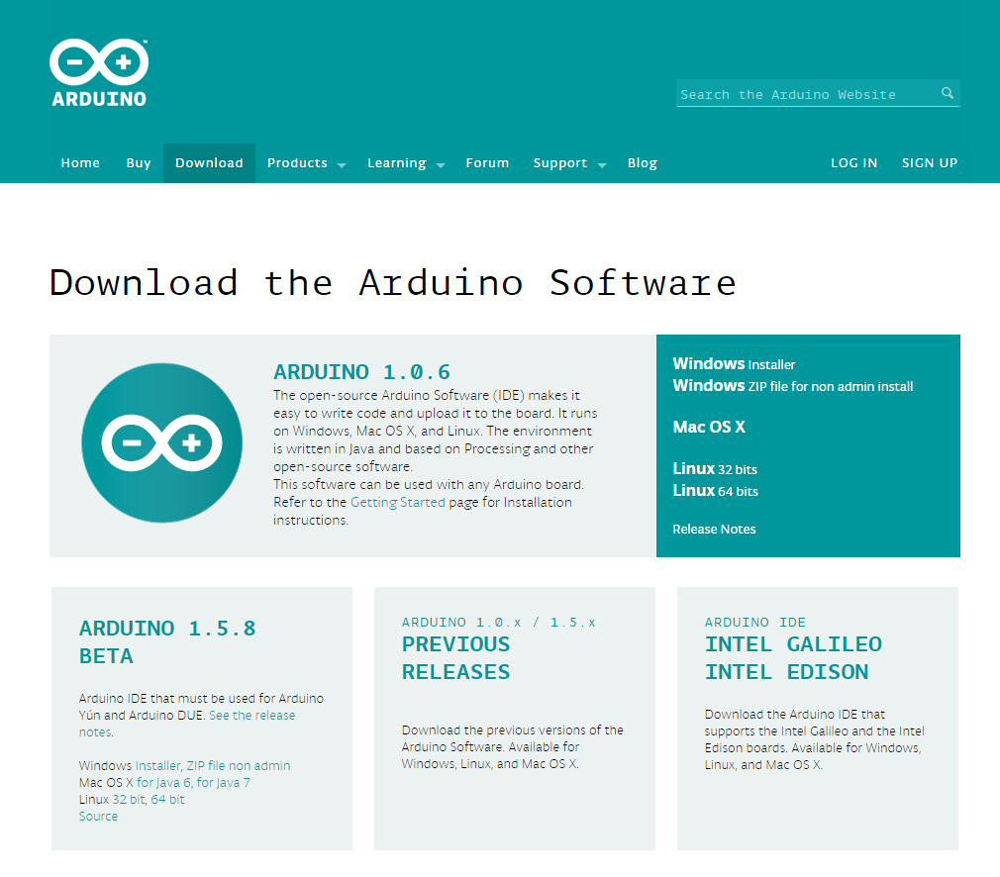 ARDUINO
Search the Arduino Website
Home Buy Download Products Learning Forum Support Blog LOG IN SIGN UP
Download the Arduino Software
ARDUINO 1.0.6
The open-source Arduino Software (IDE) makes it
easy to write code and upload it to the board. It runs
on Windows, Mac OS X, and Linux. The environment
is written in Java and based on Processing and other
open-source software.
This software can be used with any Arduino board.
Refer to the Getting Started page for Installation
instructions.
Windows Installer
Windows ZIP file for non admin install
Mac OS X
Linux 32 bits
Linux 64 bits
Release Notes
ARDUINO 1.5.8
BETA
Arduino IDE that must be used for Arduino
Yún and Arduino DUE. See the release
notes.
Windows Installer, ZIP file non admin
Mac OS X for Java 6, for Java 7
Linux 32 bit, 64 bit
Source
ARDUINO 1.0.x / 1.5.x
PREVIOUS
RELEASES
Download the previous versions of the
Arduino Software. Available for
Windows, Linux, and Mac OS X.
ARDUINO IDE
INTEL GALILEO
INTEL EDISON
Download the Arduino IDE that
supports the Intel Galileo and the Intel
Edison boards. Available for Windows,
Linux, and Mac OS X.